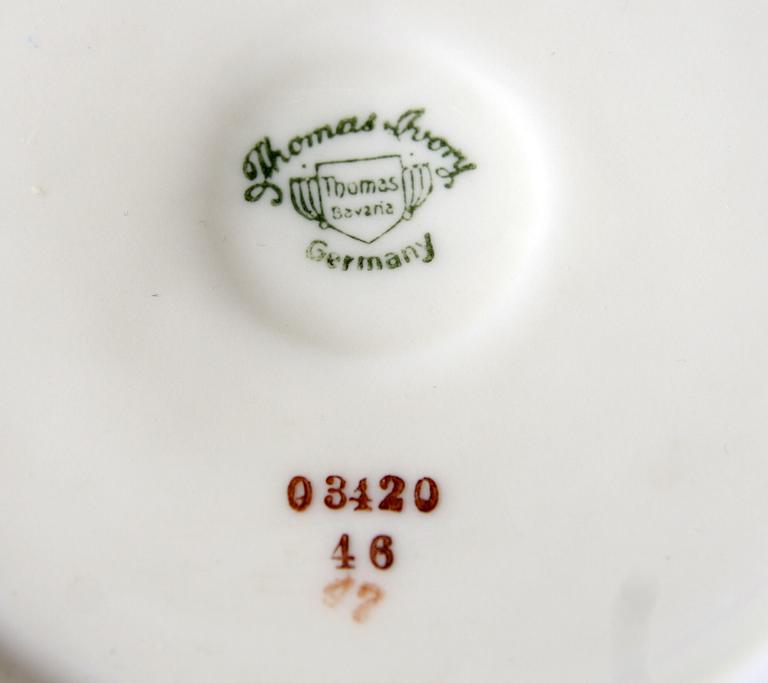 Thomas Ivory
Thomas
Bavaria
Germany
03420
46